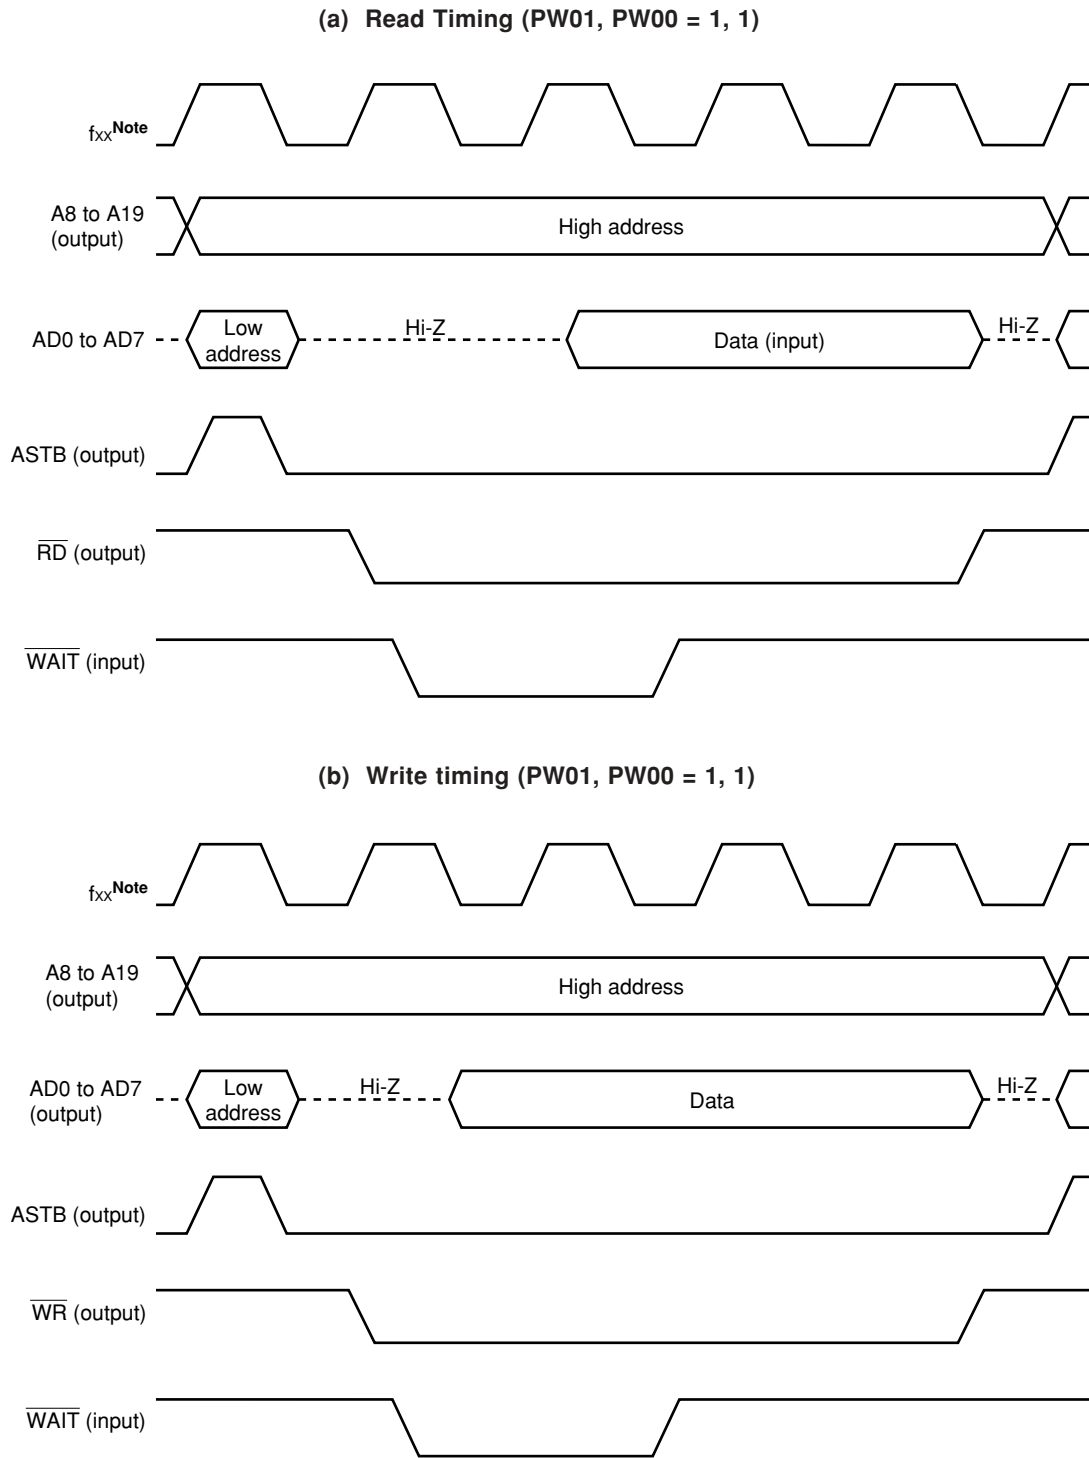 (a) Read Timing (PW01, PW00 = 1, 1)
fxxNote
A8 to A19
(output)
High address
AD0 to AD7
Low
address
Hi-Z
Data (input)
Hi-Z
ASTB (output)
RD (output)
WAIT (input)
(b) Write timing (PW01, PW00 = 1, 1)
fxxNote
A8 to A19
(output)
High address
AD0 to AD7
(output)
Low
address
Hi-Z
Data
Hi-Z
ASTB (output)
WR (output)
WAIT (input)